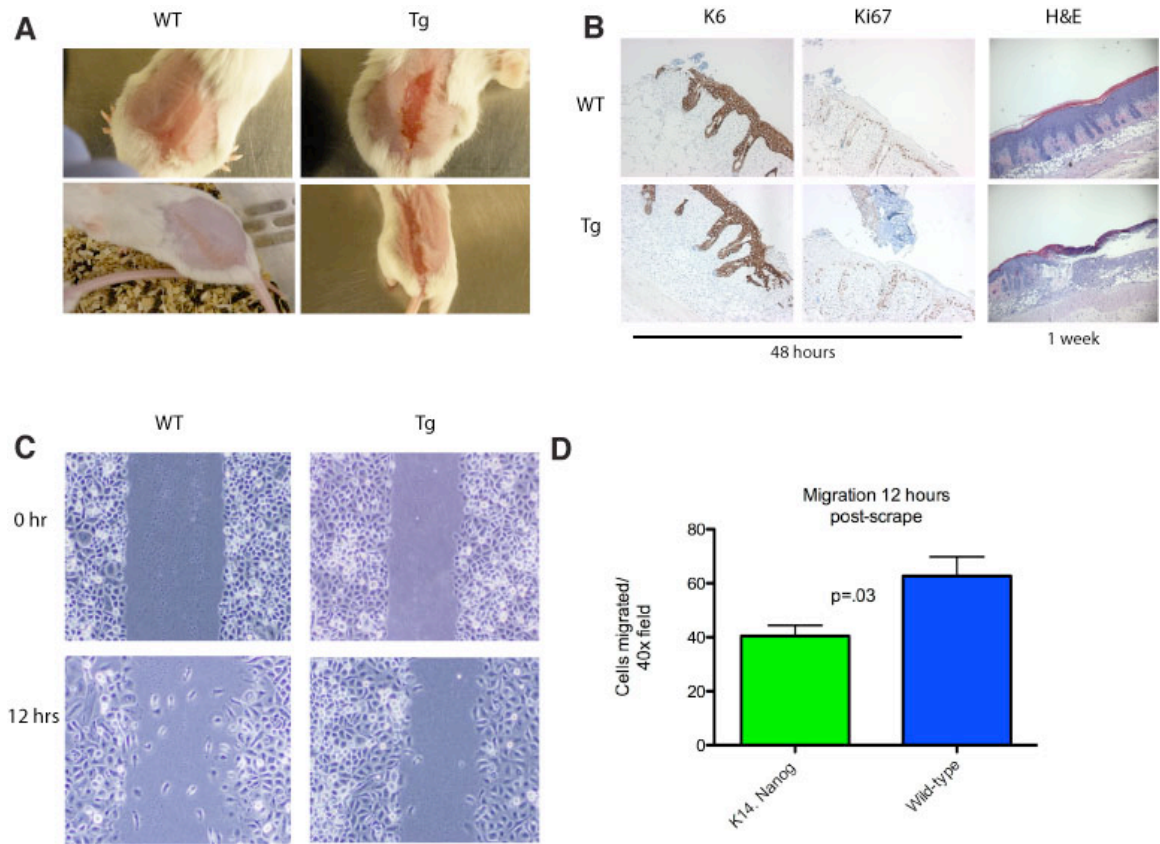 A
WT
Tg
B
K6
Ki67
H&E
WT
Tg
48 hours
1 week
C
WT
Tg
0 hr
12 hrs
D
Migration 12 hours
post-scrape
Cells migrated/
40x field
80
60
40
20
0
p=.03
K14. Nanog
Wild-type